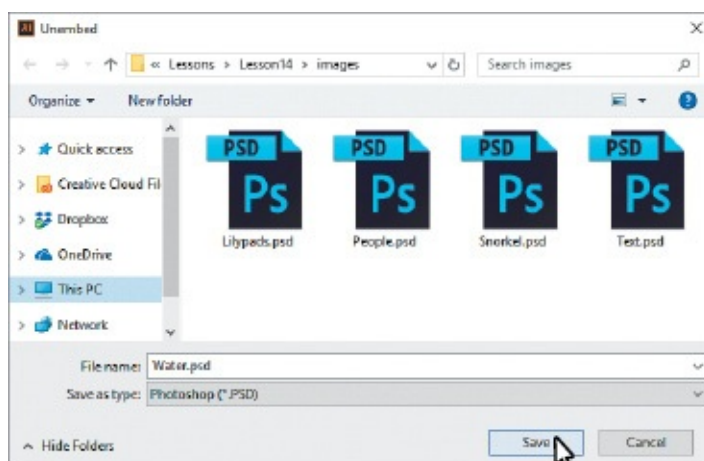 Ai Unembed
« Lessons > Lesson14 > images
Search images
Organize
New folder
Quick access
Creative Cloud Fil
Dropbox
OneDrive
This PC
Network
PSD PSD PSD PSD
Ps Ps Ps Ps
Lilypads.psd People.psd Snorkel.psd Text.psd
File name: Water.psd
Save as type: Photoshop (*.PSD)
Hide Folders
Save
Cancel